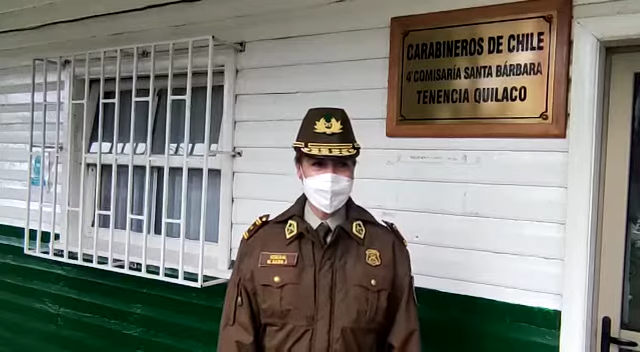 CARABINEROS DE CHILE
4ª COMISARÍA SANTA BÁRBARA
TENENCIA QUILACO